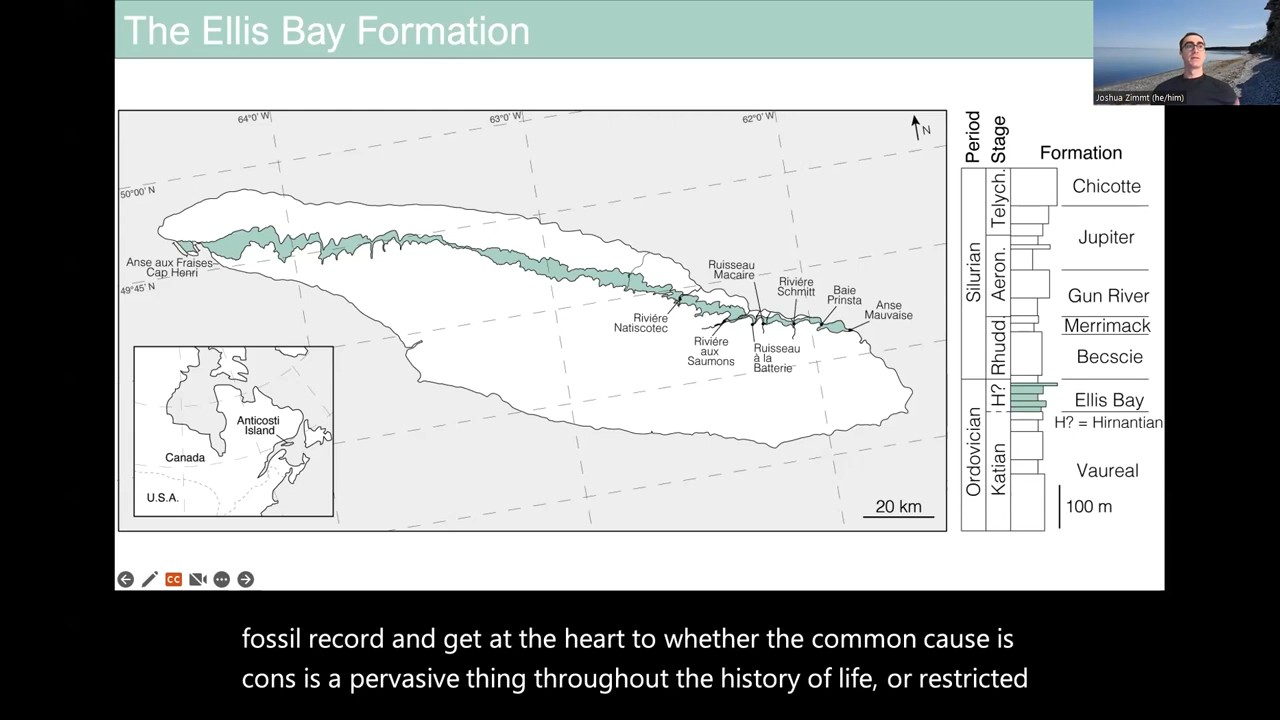 The Ellis Bay Formation
Joshua Zimmt (he/him)
64°0' W
63°0' W
62°0' W
N
50°00' N
49°45' N
Anse aux Fraises
Cap Henri
Ruisseau
Macaire
Riviére
Schmitt
Baie
Prinsta
Anse
Mauvaise
Riviére
Natiscotec
Riviére
aux
Saumons
Ruisseau
à la
Batterie
Anticosti
Island
Canada
U.S.A.
20 km
Period
Stage
Formation
Silurian
Ordovician
Telych.
Aeron.
Rhudd.
H?
Katian
Chicotte
Jupiter
Gun River
Merrimack
Becscie
Ellis Bay
H? = Hirnantian
Vaureal
100 m
CC
fossil record and get at the heart to whether the common cause is
cons is a pervasive thing throughout the history of life, or restricted